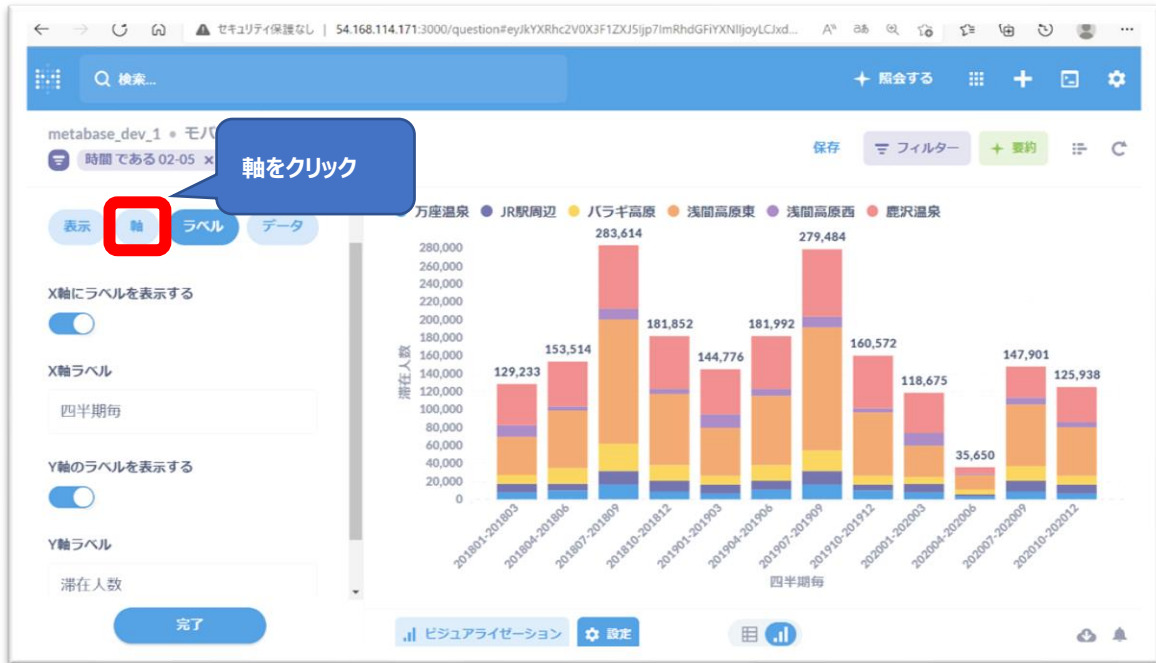 セキュリティ保護なし | 54.168.114.171:3000/question#eyJkYXRhc2V0X3F1ZXJ5Ijp7ImRhdGFiYXNlIjoyLCJxd...
検索...
照会する
metabase_dev_1 • モバ
時間 である 02-05 ×
軸をクリック
保存
フィルター
+ 要約
表示
軸
ラベル
データ
X軸にラベルを表示する
X軸ラベル
四半期毎
Y軸のラベルを表示する
Y軸ラベル
滞在人数
完了
万座温泉 JR駅周辺 バラギ高原 浅間高原東 浅間高原西 鹿沢温泉
280,000
260,000
240,000
220,000
200,000
180,000
160,000
140,000
120,000
100,000
80,000
60,000
40,000
20,000
0
滞在人数
129,233
153,514
283,614
181,852
144,776
181,992
279,484
160,572
118,675
35,650
147,901
125,938
201801-201803
201804-201806
201807-201809
201810-201812
201901-201903
201904-201906
201907-201909
201910-201912
202001-202003
202004-202006
202007-202009
202010-202012
四半期毎
ビジュアライゼーション
設定